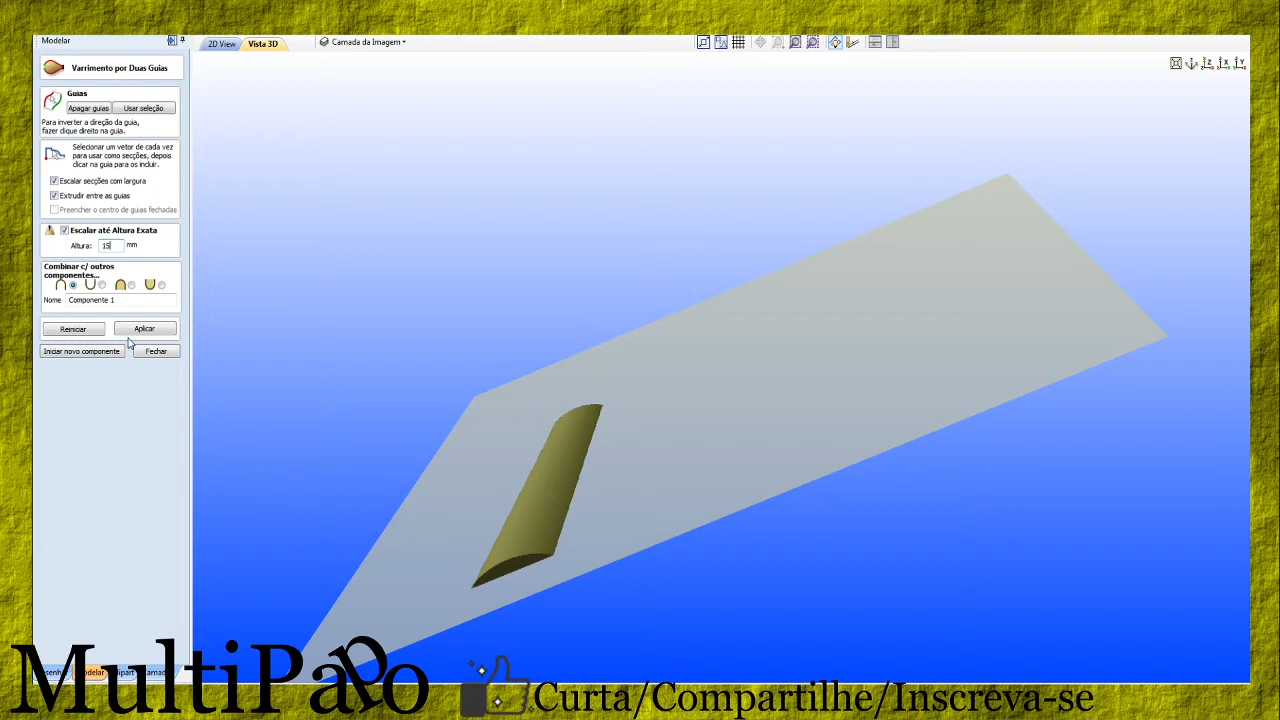 Modelar
2D View
Vista 3D
Camada da Imagem
Varrimento por Duas Guias
Guias
Apagar guias
Usar seleção
Para inverter a direção da guia,
fazer clique direito na guia.
Selecionar um vetor de cada vez
para usar como secções, depois
clicar na guia para os incluir.
Escalar secções com largura
Extrudir entre as guias
Preencher o centro de guias fechadas
Escalar até Altura Exata
Altura: 15 mm
Combinar c/ outros
componentes...
Nome Componente 1
Reiniciar
Aplicar
Iniciar novo componente
Fechar
Curta/Compartilhe/Inscreva-se